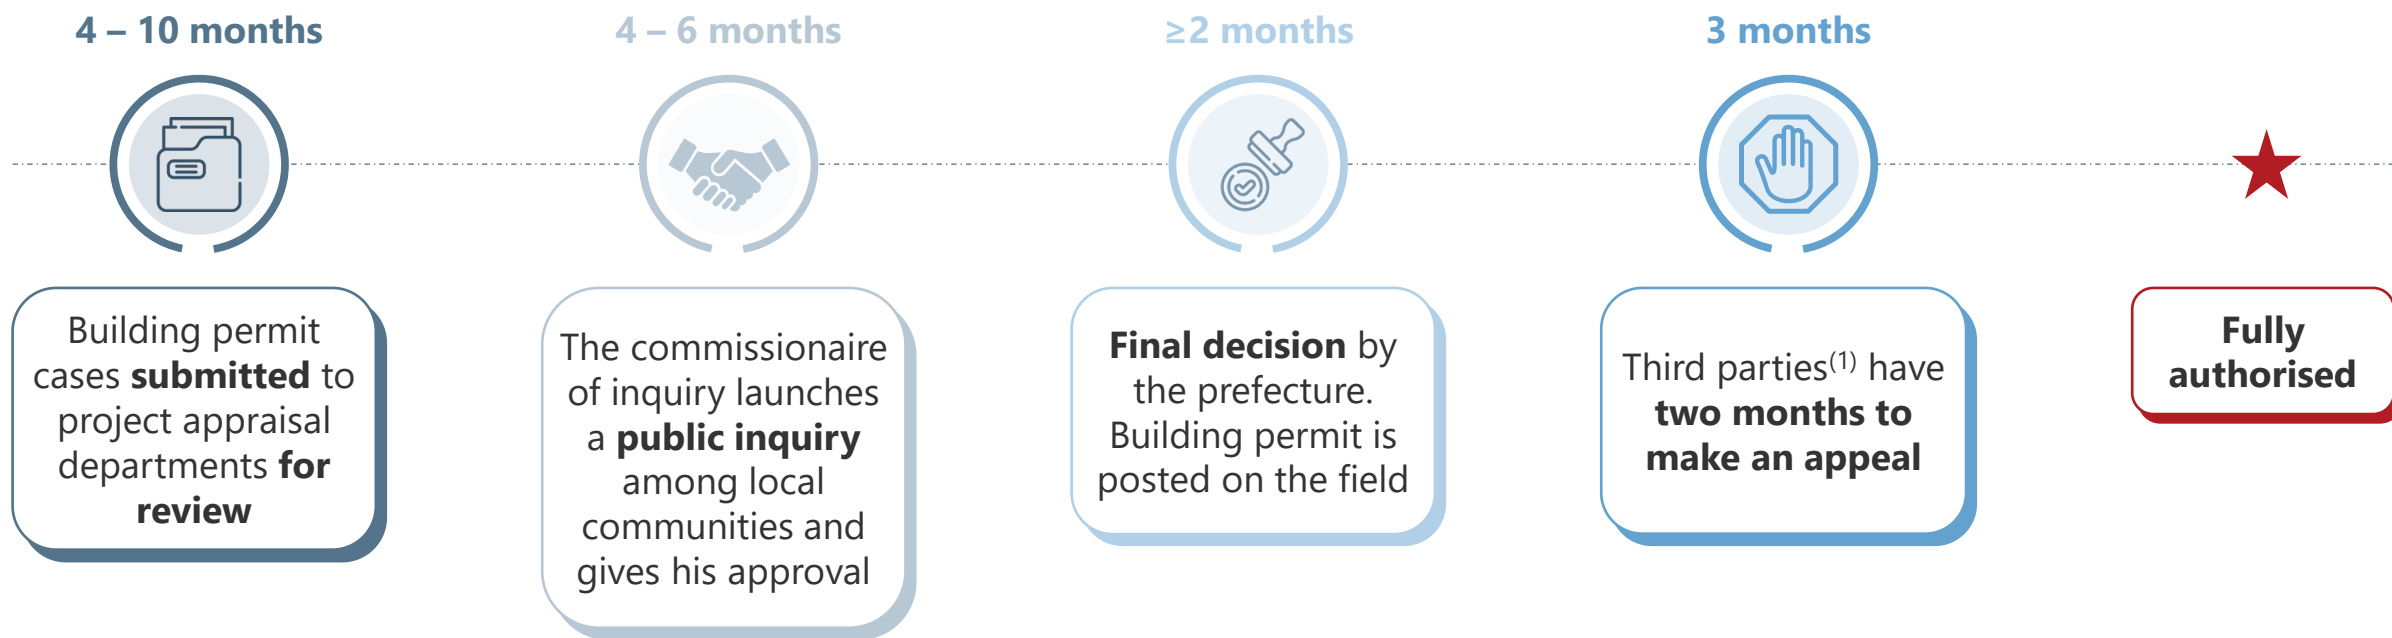 4 – 10 months
4 – 6 months
≥2 months
3 months
Building permit
cases submitted to
project appraisal
departments for
review
The commissionaire
of inquiry launches
a public inquiry
among local
communities and
gives his approval
Final decision by
the prefecture.
Building permit is
posted on the field
Third parties(1) have
two months to
make an appeal
Fully
authorised